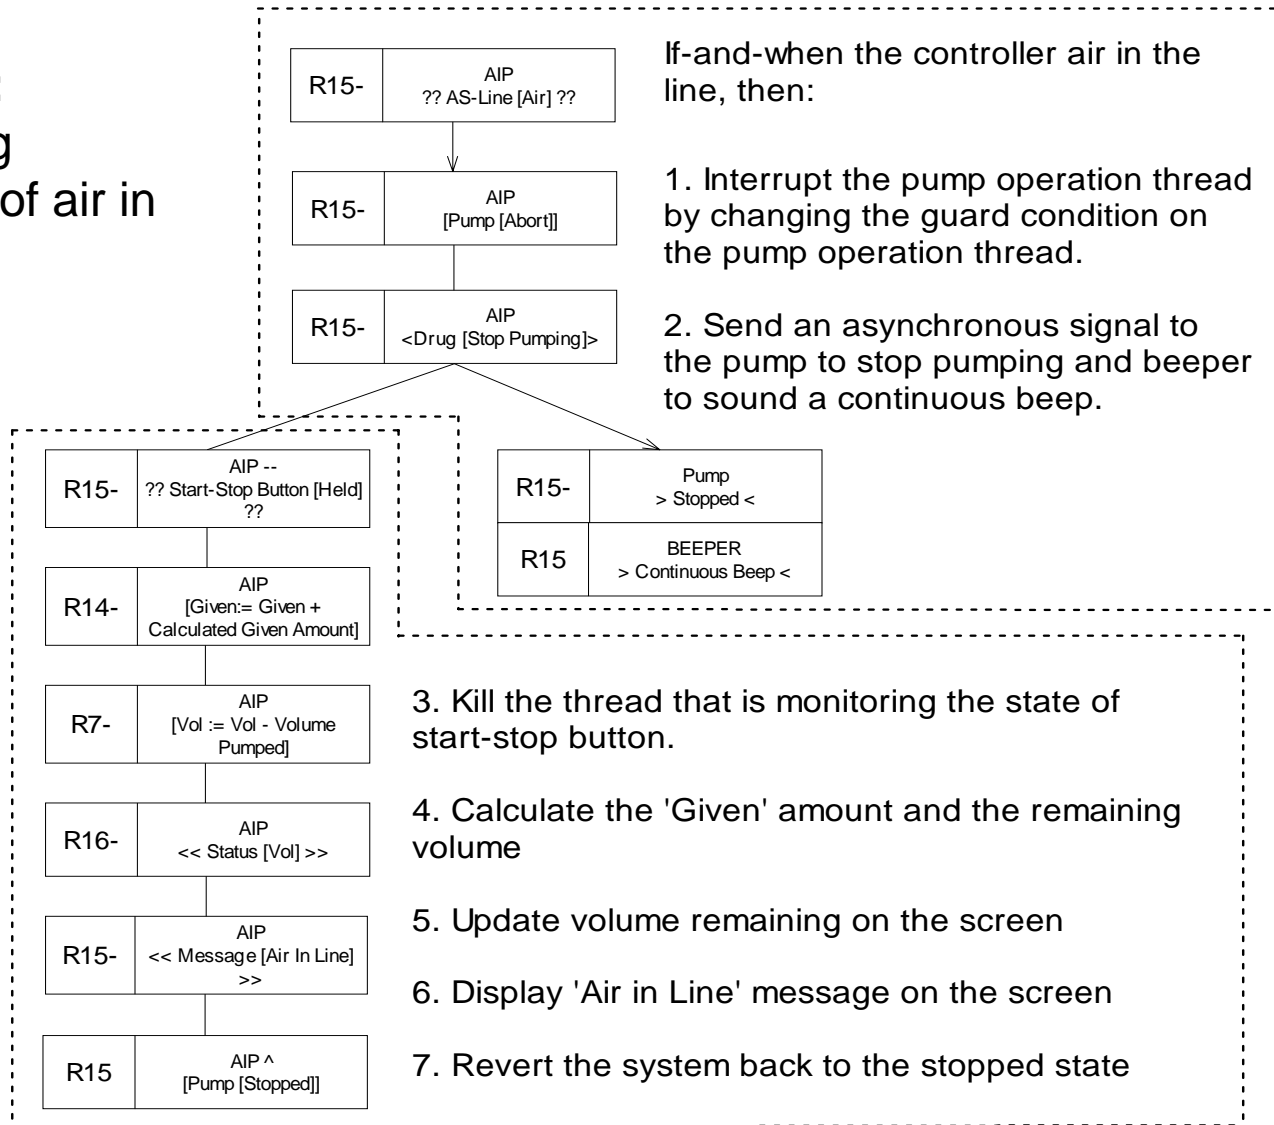 :
g
of air in
R15-
AIP
?? AS-Line [Air] ??
R15-
AIP
[Pump [Abort]]
R15-
AIP
<Drug [Stop Pumping]>
If-and-when the controller air in the
line, then:
1. Interrupt the pump operation thread
by changing the guard condition on
the pump operation thread.
2. Send an asynchronous signal to
the pump to stop pumping and beeper
to sound a continuous beep.
R15-
AIP --
?? Start-Stop Button [Held]
??
R14-
AIP
[Given:= Given +
Calculated Given Amount]
R7-
AIP
[Vol := Vol - Volume
Pumped]
R16-
AIP
<< Status [Vol] >>
R15-
AIP
<< Message [Air In Line]
>>
R15
AIP ^
[Pump [Stopped]]
R15-
Pump
> Stopped <
R15
BEEPER
> Continuous Beep <
3. Kill the thread that is monitoring the state of
start-stop button.
4. Calculate the 'Given' amount and the remaining
volume
5. Update volume remaining on the screen
6. Display 'Air in Line' message on the screen
7. Revert the system back to the stopped state